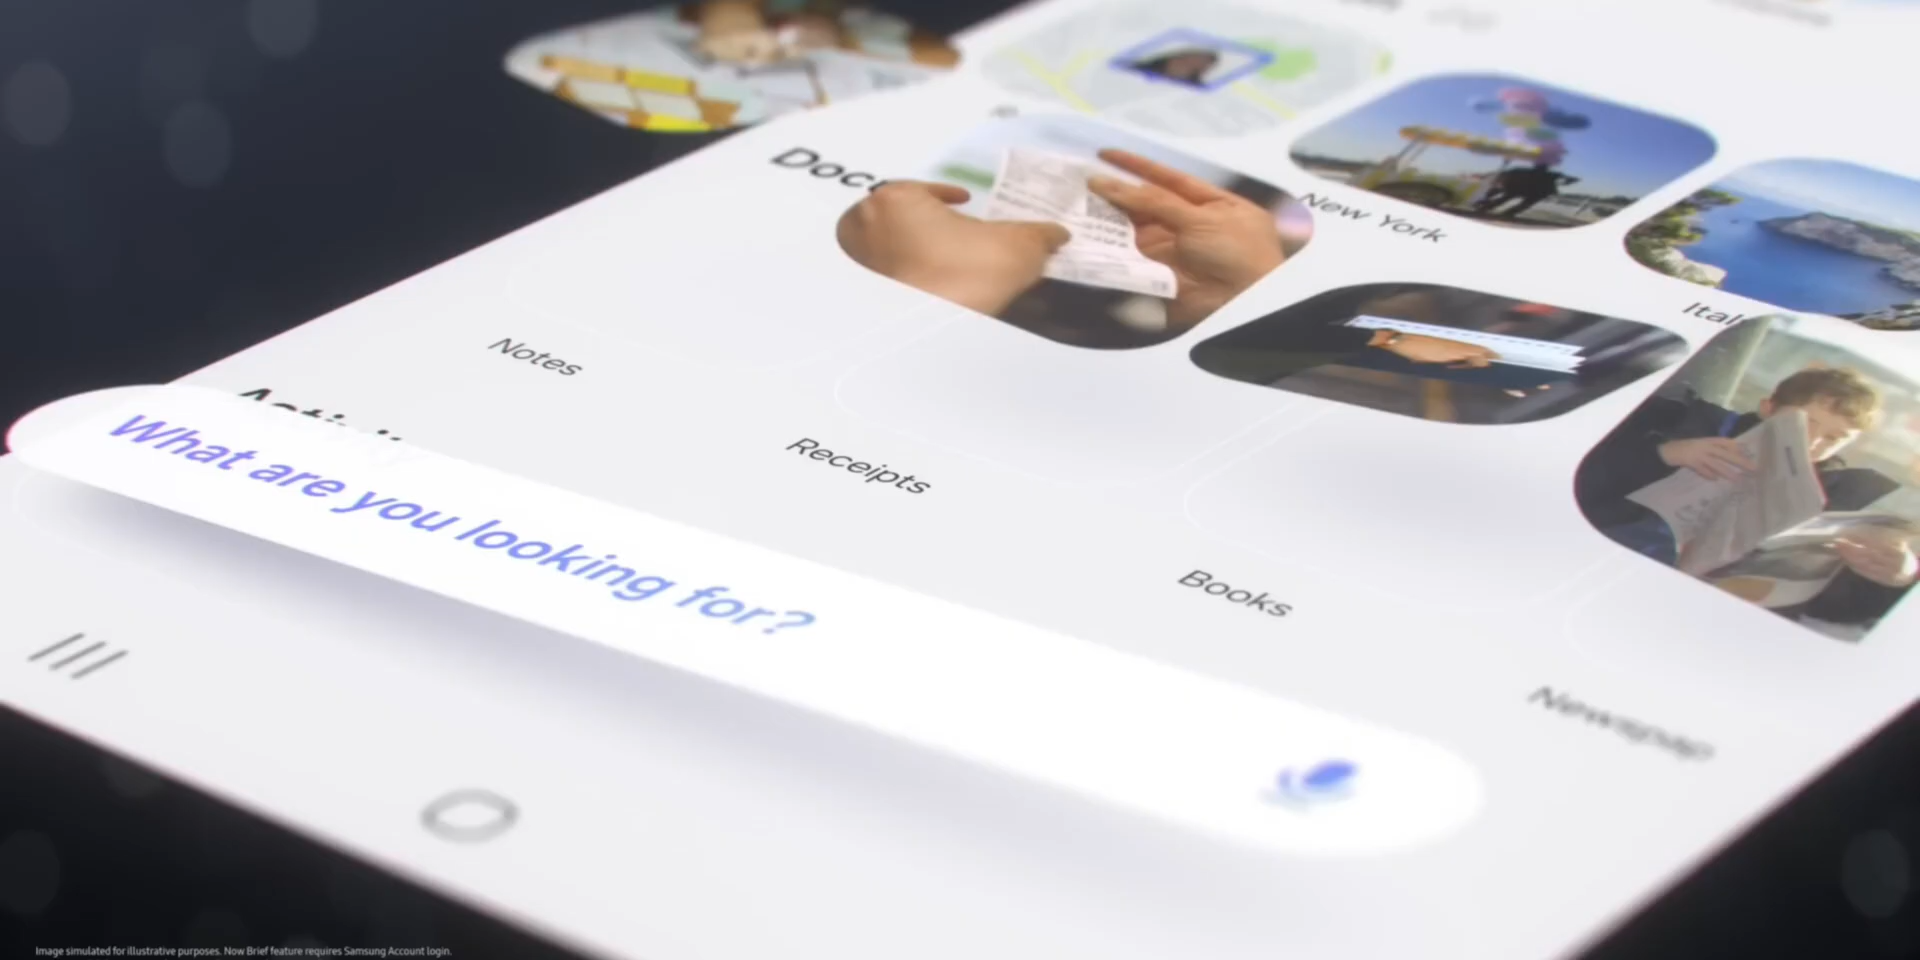 New York
Notes
Receipts
Books
What are you looking for?
Image simulated for illustrative purposes. Now Brief feature requires Samsung Account login.